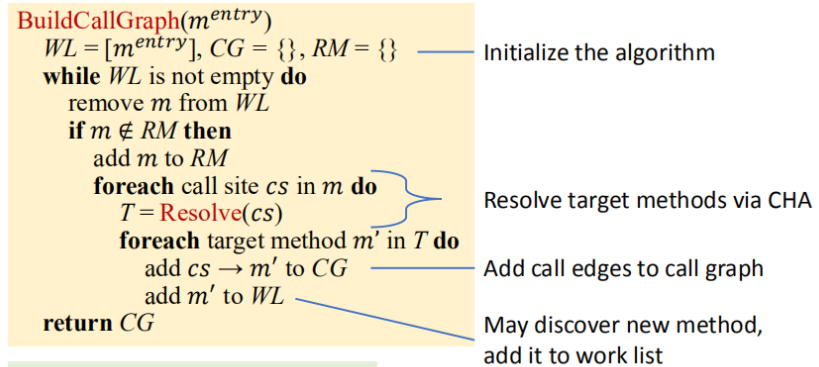 BuildCallGraph(m^entry)
WL = [m^entry], CG = {}, RM = {}
Initialize the algorithm
while WL is not empty do
remove m from WL
if m ∉ RM then
add m to RM
foreach call site cs in m do
T = Resolve(cs)
Resolve target methods via CHA
foreach target method m′ in T do
add cs → m′ to CG
Add call edges to call graph
add m′ to WL
May discover new method,
add it to work list
return CG